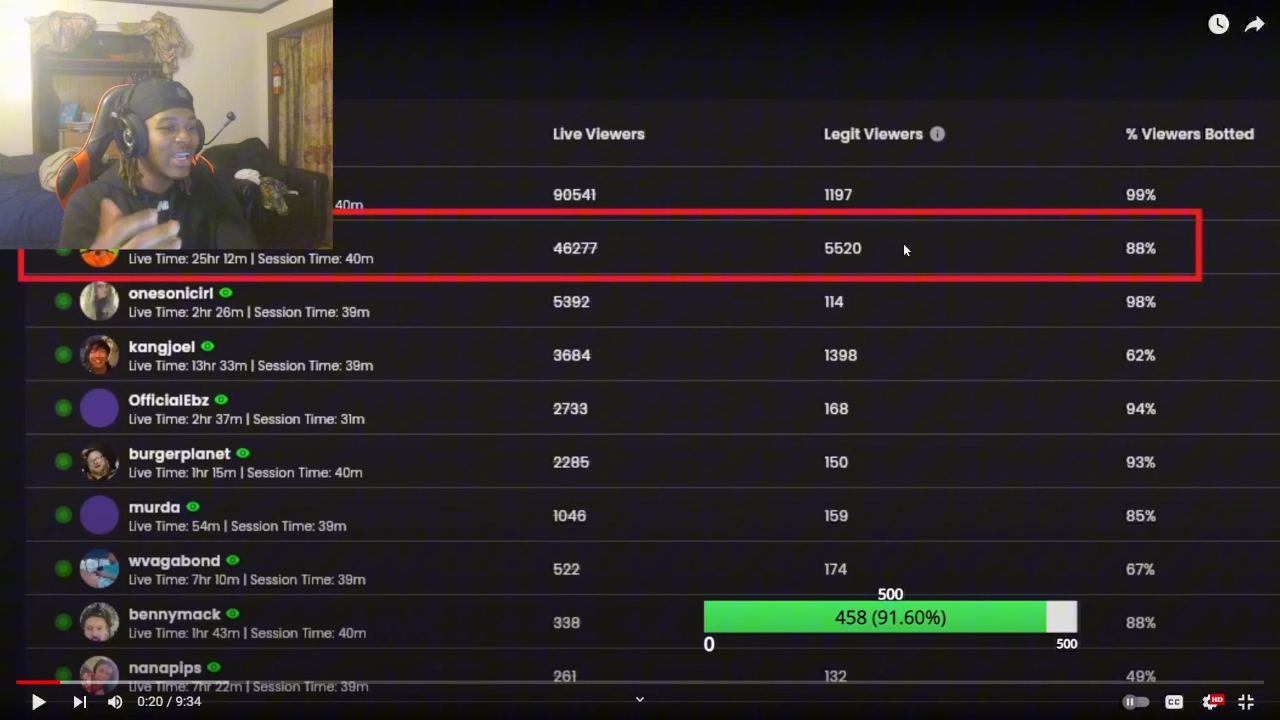 Live Viewers Legit Viewers % Viewers Botted
40m 90541 1197 99%
46277 5520 88%
Live Time: 25hr 12m | Session Time: 40m
onesonicirl 5392 114 98%
Live Time: 2hr 26m | Session Time: 39m
kangjoel 3684 1398 62%
Live Time: 13hr 33m | Session Time: 39m
OfficialEbz 2733 168 94%
Live Time: 2hr 37m | Session Time: 31m
burgerplanet 2285 150 93%
Live Time: 1hr 15m | Session Time: 40m
murda 1046 159 85%
Live Time: 54m | Session Time: 39m
wvagabond 522 174 67%
Live Time: 7hr 10m | Session Time: 39m
500
bennymack 338 458 (91.60%) 88%
Live Time: 1hr 43m | Session Time: 40m
0 500
nanapips 261 132 49%
Live Time: 7hr 22m | Session Time: 39m
0:20 / 9:34 CC HD